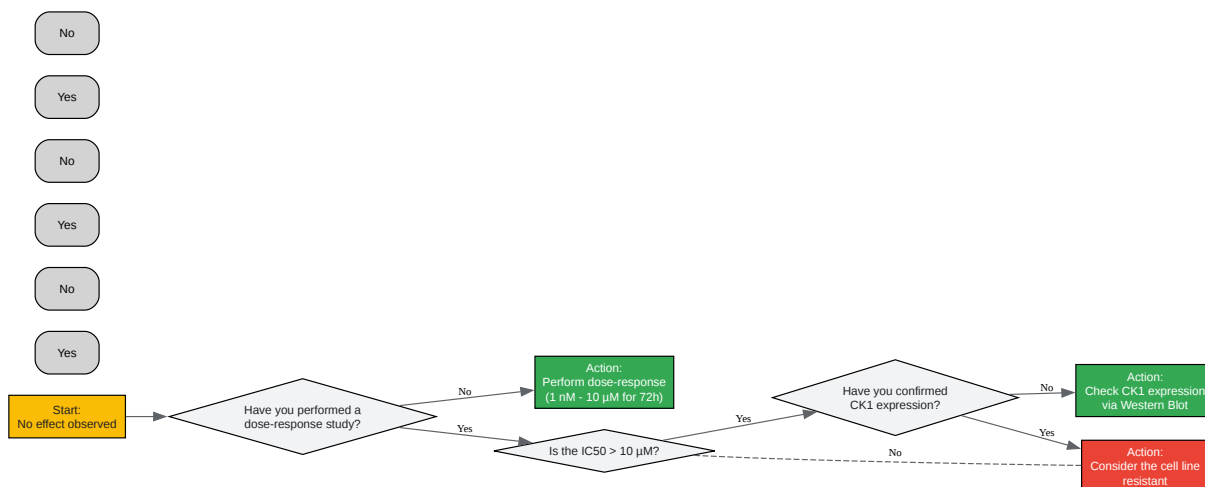 No
Yes
No
Yes
No
Yes
Start:
No effect observed
Have you performed a
dose-response study?
No
Yes
Action:
Perform dose-response
(1 nM - 10 µM for 72h)
Is the IC50 > 10 µM?
Yes
No
Have you confirmed
CK1 expression?
No
Yes
Action:
Check CK1 expression
via Western Blot
Action:
Consider the cell line
resistant